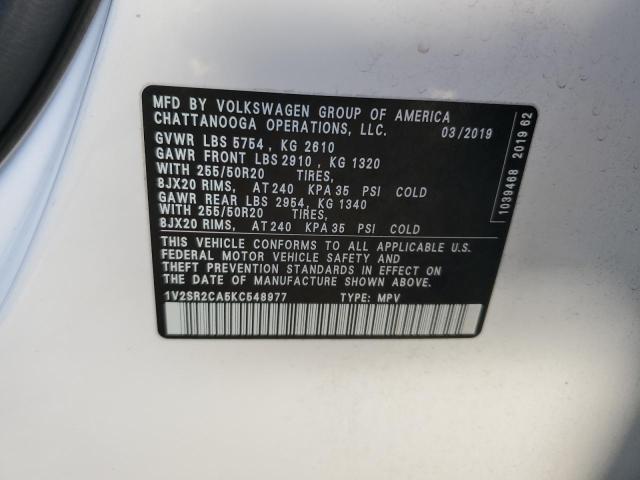 MFD BY VOLKSWAGEN GROUP OF AMERICA
CHATTANOOGA OPERATIONS, LLC. 03/2019
GVWR LBS 5754 , KG 2610
GAWR FRONT LBS 2910 , KG 1320
WITH 255/50R20 TIRES,
8JX20 RIMS, AT 240 KPA 35 PSI COLD
GAWR REAR LBS 2954, KG 1340
WITH 255/50R20 TIRES,
8JX20 RIMS, AT 240 KPA 35 PSI COLD
THIS VEHICLE CONFORMS TO ALL APPLICABLE U.S.
FEDERAL MOTOR VEHICLE SAFETY AND
THEFT PREVENTION STANDARDS IN EFFECT ON
THE DATE OF MANUFACTURE SHOWN ABOVE.
1V2SR2CA5KC548977 TYPE: MPV
1039468 2019 62